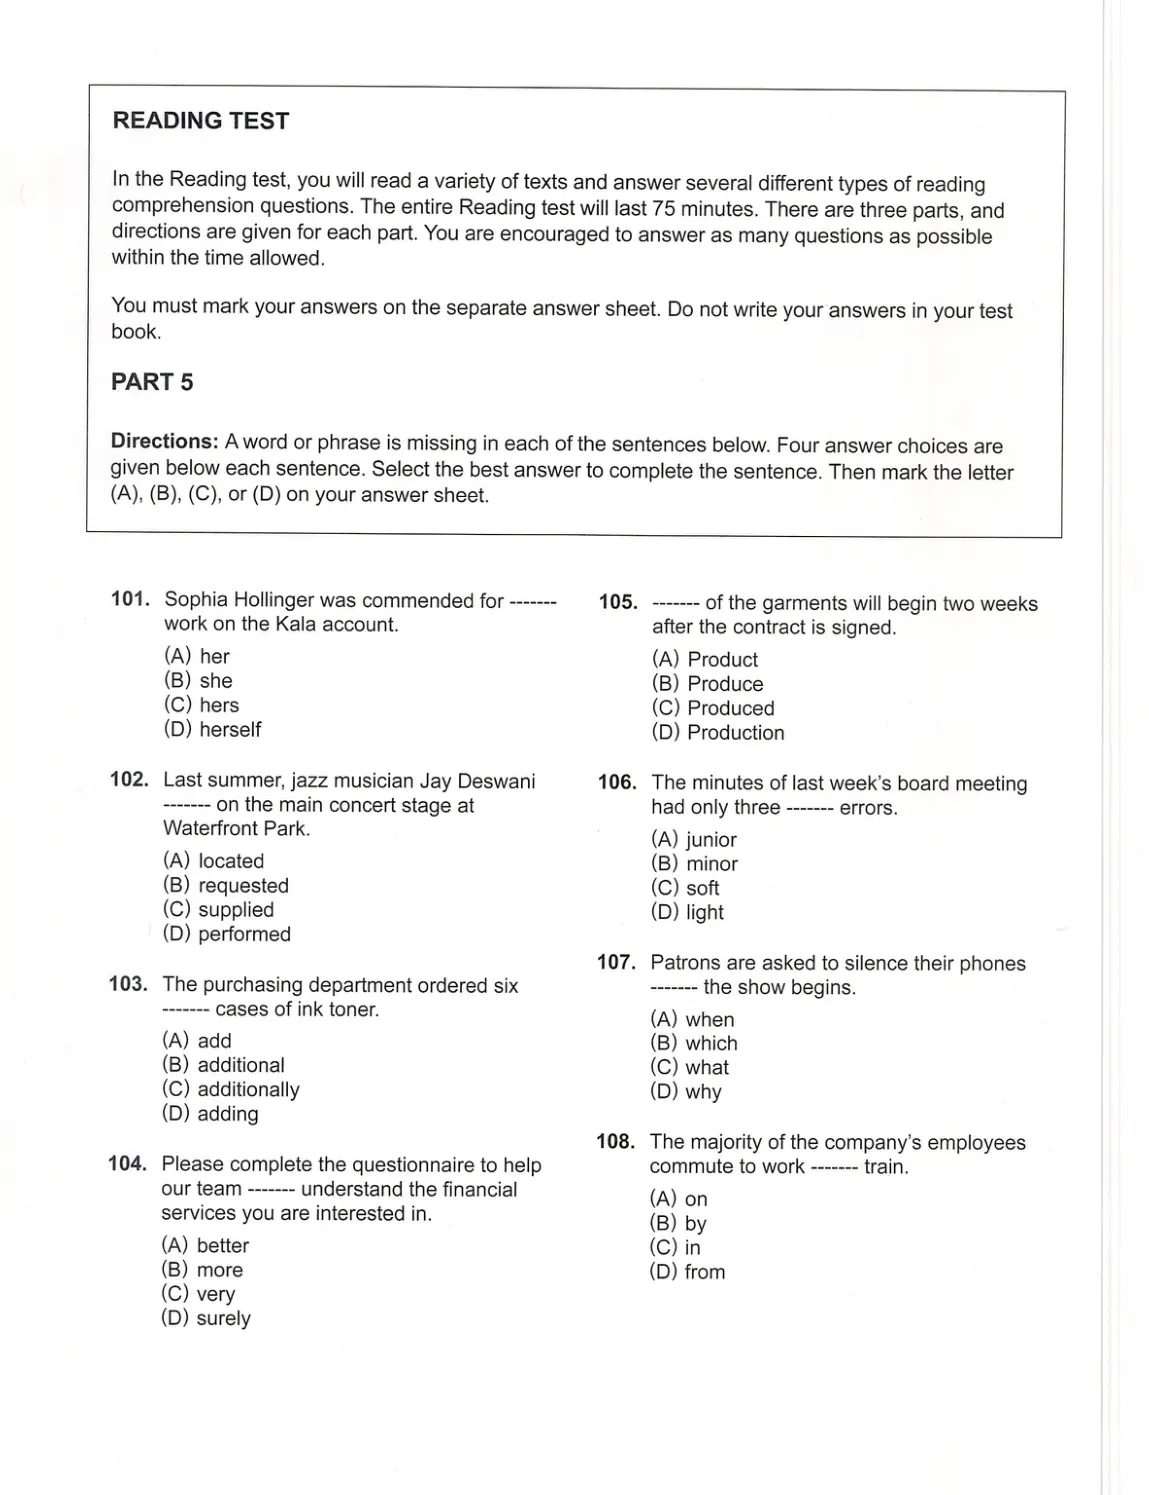 READING TEST
In the Reading test, you will read a variety of texts and answer several different types of reading
comprehension questions. The entire Reading test will last 75 minutes. There are three parts, and
directions are given for each part. You are encouraged to answer as many questions as possible
within the time allowed.
You must mark your answers on the separate answer sheet. Do not write your answers in your test
book.
PART 5
Directions: A word or phrase is missing in each of the sentences below. Four answer choices are
given below each sentence. Select the best answer to complete the sentence. Then mark the letter
(A), (B), (C), or (D) on your answer sheet.
101. Sophia Hollinger was commended for -------
work on the Kala account.
(A) her
(B) she
(C) hers
(D) herself
102. Last summer, jazz musician Jay Deswani
------- on the main concert stage at
Waterfront Park.
(A) located
(B) requested
(C) supplied
(D) performed
103. The purchasing department ordered six
------- cases of ink toner.
(A) add
(B) additional
(C) additionally
(D) adding
104. Please complete the questionnaire to help
our team ------- understand the financial
services you are interested in.
(A) better
(B) more
(C) very
(D) surely
105. ------- of the garments will begin two weeks
after the contract is signed.
(A) Product
(B) Produce
(C) Produced
(D) Production
106. The minutes of last week's board meeting
had only three ------- errors.
(A) junior
(B) minor
(C) soft
(D) light
107. Patrons are asked to silence their phones
------- the show begins.
(A) when
(B) which
(C) what
(D) why
108. The majority of the company's employees
commute to work ------- train.
(A) on
(B) by
(C) in
(D) from